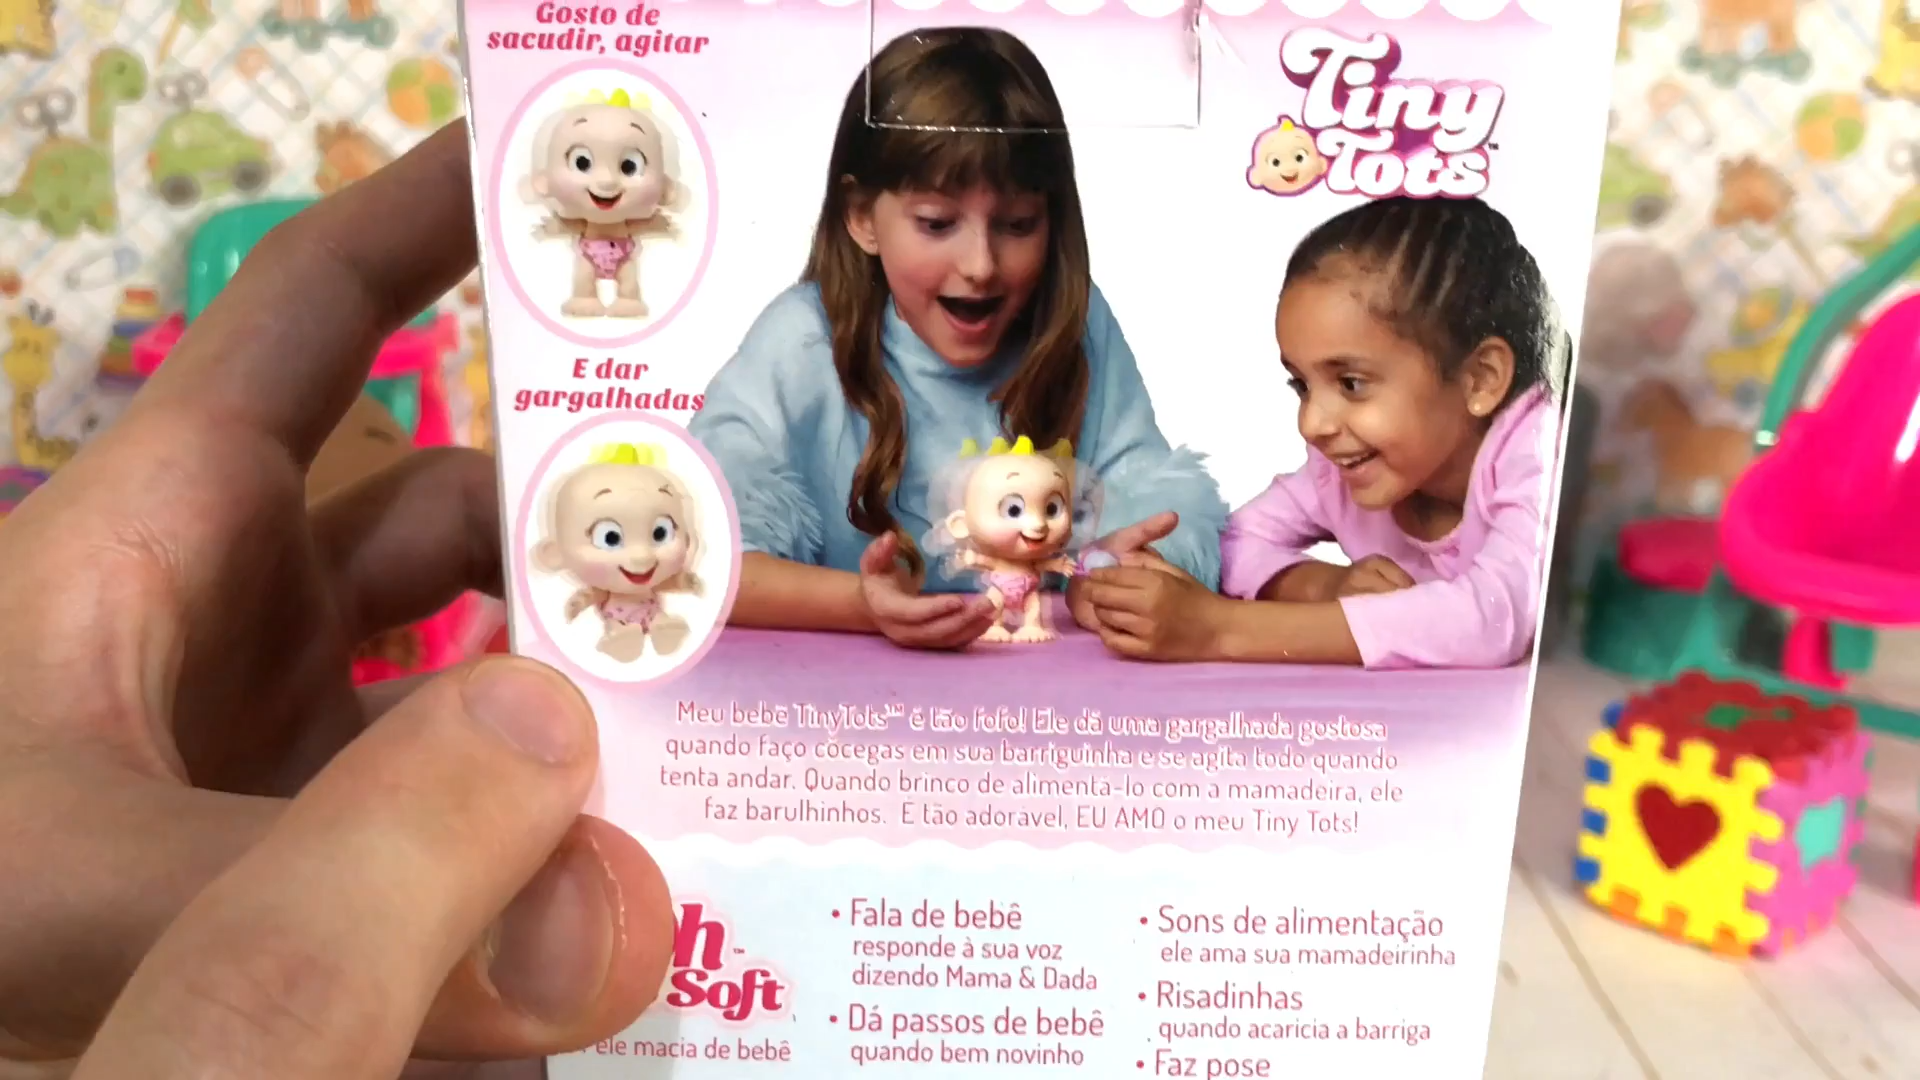 Gosto de
sacudir, agitar
Tiny
Tots™
E dar
gargalhadas
Meu bebê TinyTots™ é tão fofo! Ele dá uma gargalhada gostosa
quando faço cócegas em sua barriguinha e se agita todo quando
tenta andar. Quando brinco de alimentá-lo com a mamadeira, ele
faz barulhinhos. E tão adorável, EU AMO o meu Tiny Tots!
h™
Soft
ele macia de bebê
• Fala de bebê
responde à sua voz
dizendo Mama & Dada
• Dá passos de bebê
quando bem novinho
• Sons de alimentação
ele ama sua mamadeirinha
• Risadinhas
quando acaricia a barriga
• Faz pose